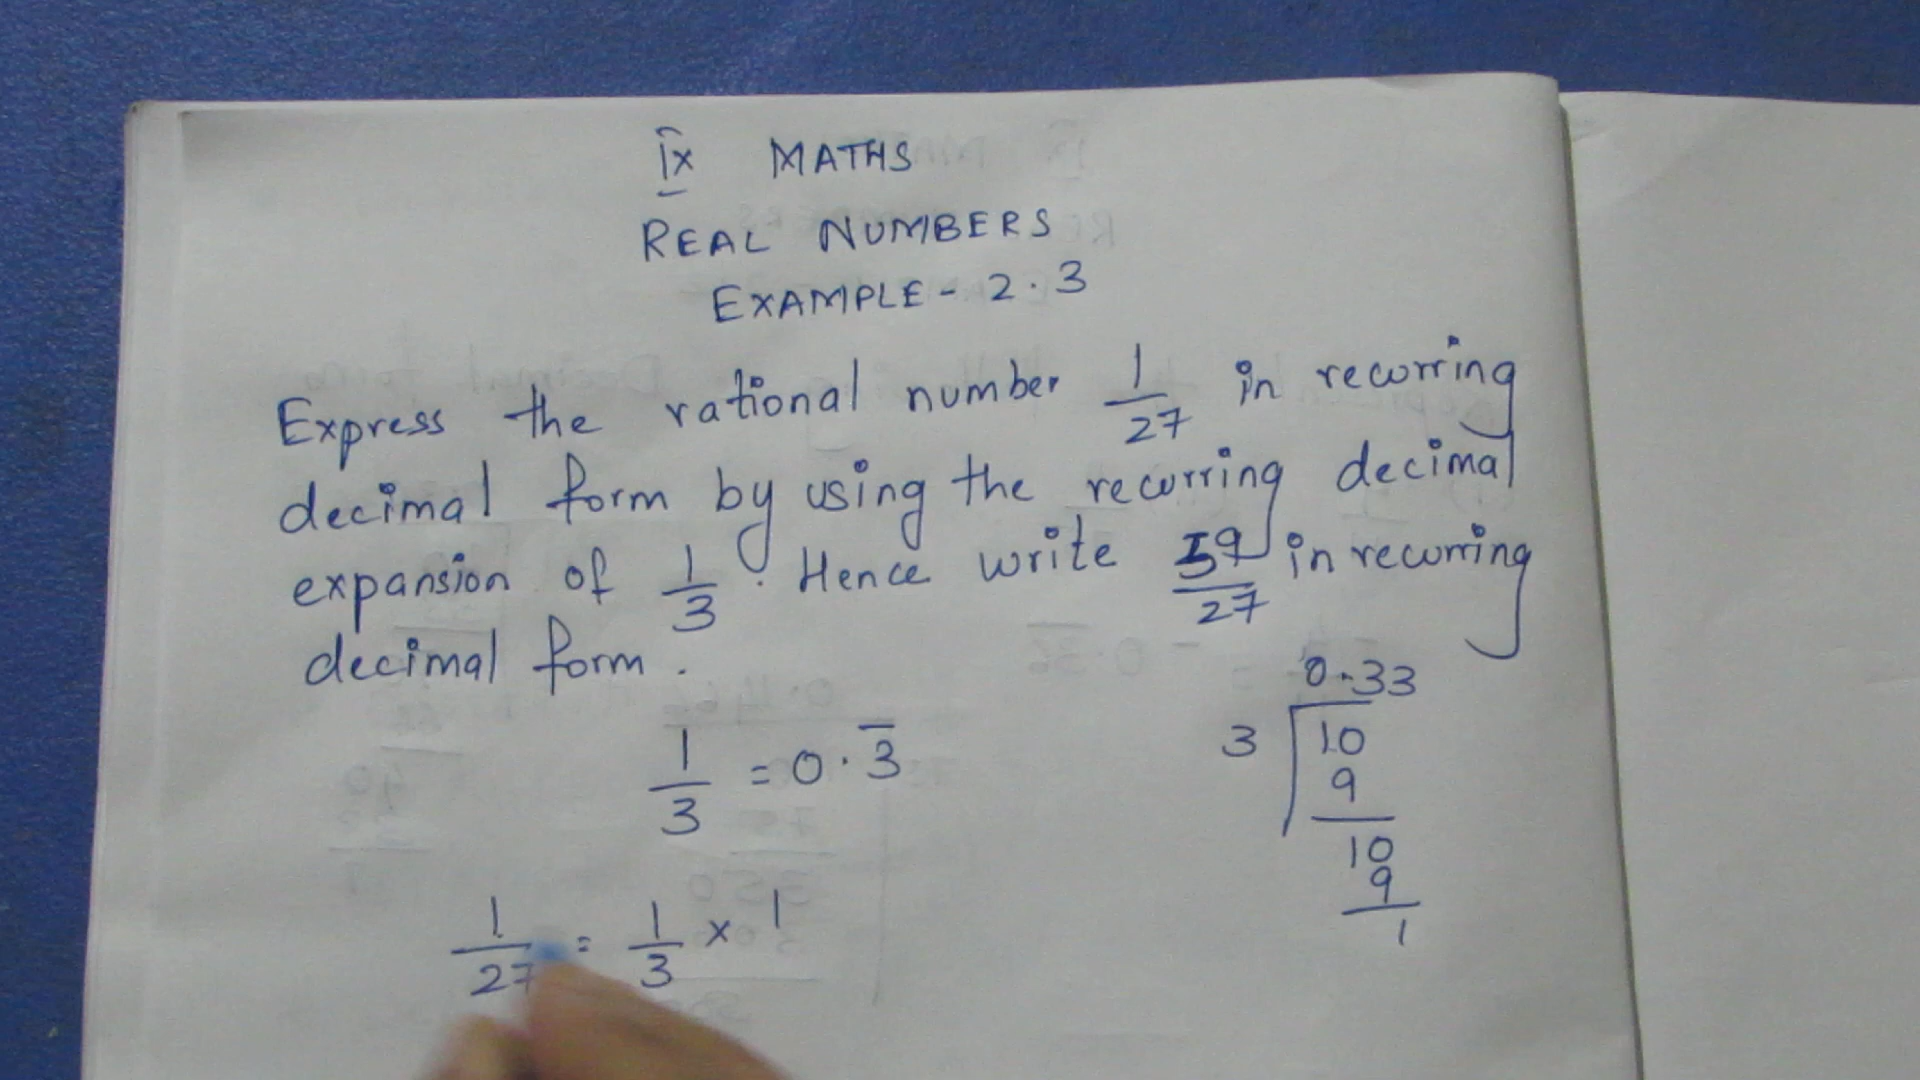 IX MATHS
REAL NUMBERS
EXAMPLE - 2.3
Express the rational number 1/27 in recurring
decimal form by using the recurring decimal
expansion of 1/3. Hence write 59/27 in recurring
decimal form.
1/3 = 0.3̅
0.33
3 10
9
10
9
1
1/27 = 1/3 × 1